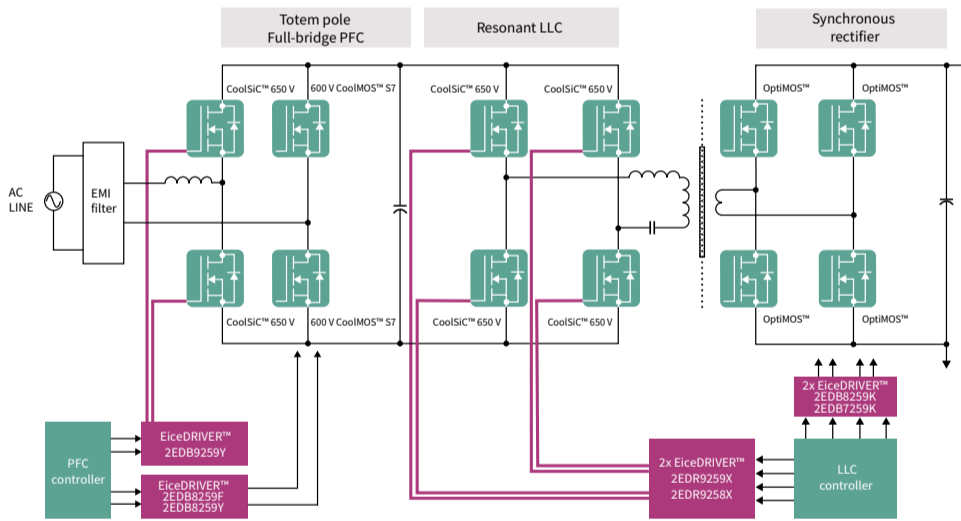 Totem pole
Full-bridge PFC
Resonant LLC
Synchronous
rectifier
CoolSiC™ 650 V
600 V CoolMOS™ S7
CoolSiC™ 650 V
CoolSiC™ 650 V
OptiMOS™
OptiMOS™
AC
LINE
EMI
filter
CoolSiC™ 650 V
600 V CoolMOS™ S7
CoolSiC™ 650 V
CoolSiC™ 650 V
OptiMOS™
OptiMOS™
PFC
controller
EiceDRIVER™
2EDB9259Y
EiceDRIVER™
2EDB8259F
2EDB8259Y
2x EiceDRIVER™
2EDR9259X
2EDR9258X
2x EiceDRIVER™
2EDB8259K
2EDB7259K
LLC
controller